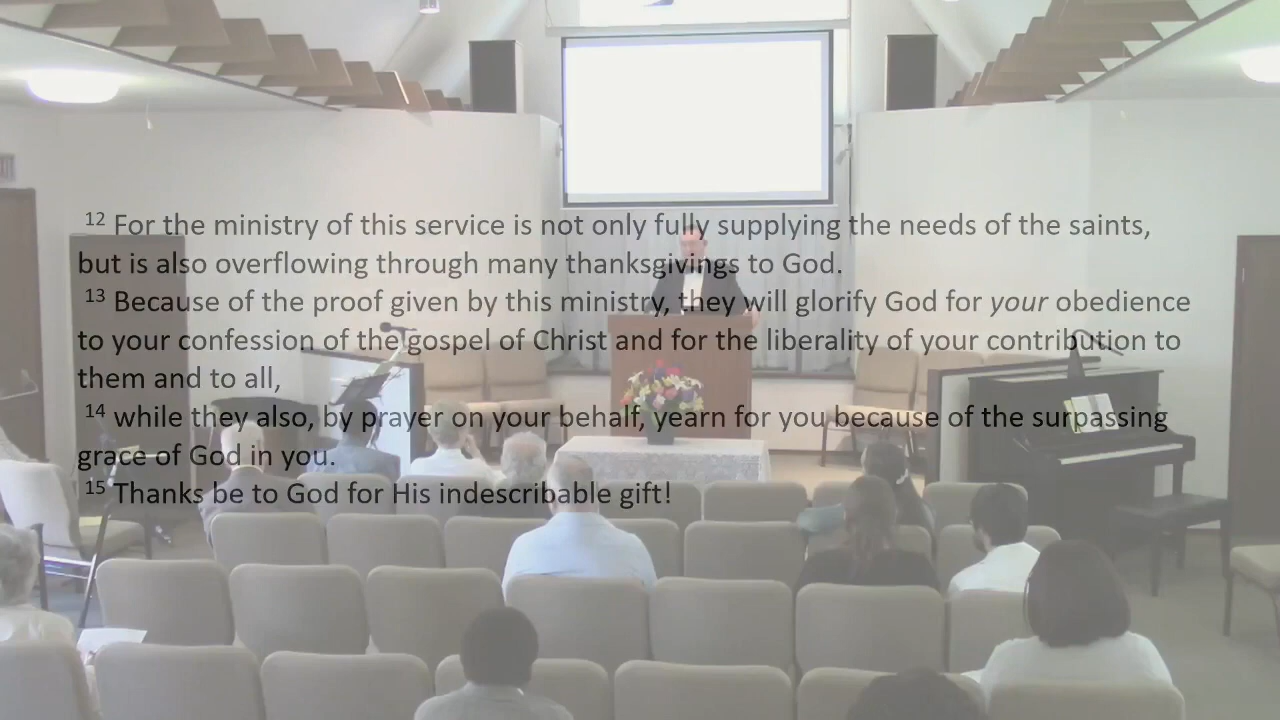 12 For the ministry of this service is not only fully supplying the needs of the saints,
but is also overflowing through many thanksgivings to God.
13 Because of the proof given by this ministry, they will glorify God for your obedience
to your confession of the gospel of Christ and for the liberality of your contribution to
them and to all,
14 while they also, by prayer on your behalf, yearn for you because of the surpassing
grace of God in you.
15 Thanks be to God for His indescribable gift!